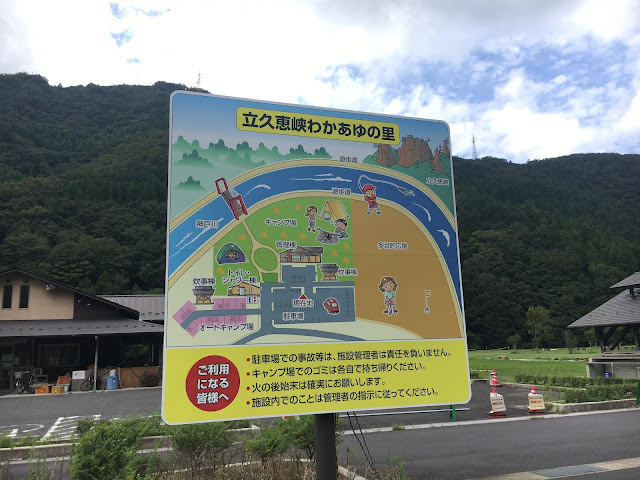 立久恵峡わかあゆの里
遊歩道
立久恵峡
遊歩道
神戸川
キャンプ場
管理棟
多目的広場
炊事棟
トイレ・
シャワー棟
炊事棟
現在地
駐車場
オートキャンプ場
ご利用
になる
皆様へ
・駐車場での事故等は、施設管理者は責任を負いません。
・キャンプ場でのゴミは各自で持ち帰りください。
・火の後始末は確実にお願いします。
・施設内でのことは管理者の指示に従ってください。